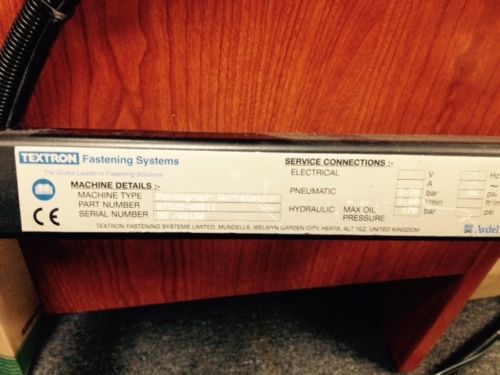 TEXTRON Fastening Systems
The Global Leader in Fastening Solutions
MACHINE DETAILS :-
MACHINE TYPE
PART NUMBER
SERIAL NUMBER
CE
SERVICE CONNECTIONS :-
ELECTRICAL V Hz
A ~
PNEUMATIC bar psi
l/min
HYDRAULIC MAX OIL PRESSURE bar psi
TEXTRON FASTENING SYSTEMS LIMITED. MUNDELLS, WELWYN GARDEN CITY, HERTS, AL7 1EZ, UNITED KINGDOM